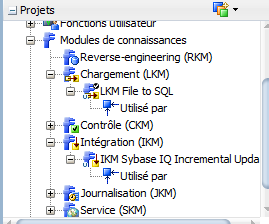 Projets
Fonctions utilisateur
Modules de connaissances
Reverse-engineering (RKM)
Chargement (LKM)
LKM File to SQL
Utilisé par
Contrôle (CKM)
Intégration (IKM)
IKM Sybase IQ Incremental Upda
Utilisé par
Journalisation (JKM)
Service (SKM)